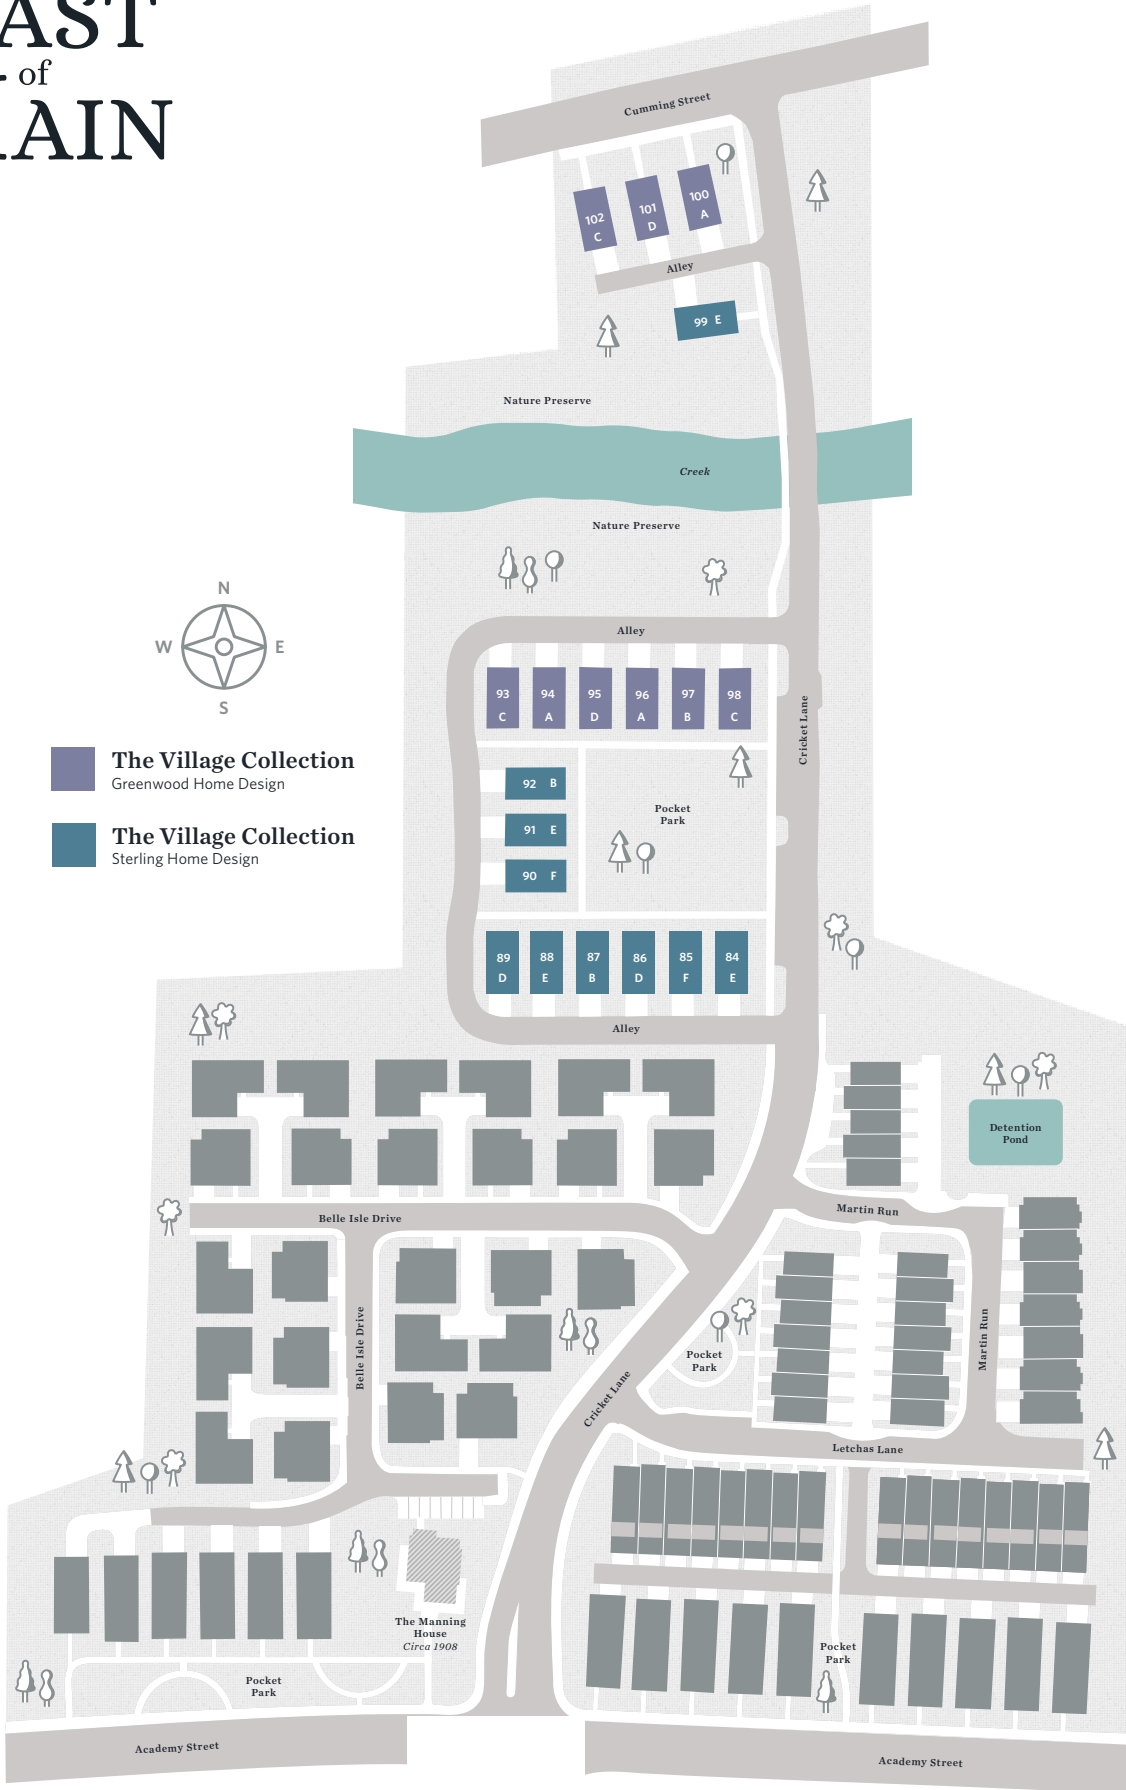 AST
of
AIN
Cumming Street
102
C
101
D
100
A
Alley
99 E
Nature Preserve
Creek
Nature Preserve
N
W
E
S
Alley
93
C
94
A
95
D
96
A
97
B
98
C
Cricket Lane
The Village Collection
Greenwood Home Design
The Village Collection
Sterling Home Design
92 B
91 E
90 F
Pocket
Park
89
D
88
E
87
B
86
D
85
F
84
E
Alley
Detention
Pond
Belle Isle Drive
Martin Run
Belle Isle Drive
Martin Run
Pocket
Park
Cricket Lane
Letchas Lane
The Manning
House
Circa 1908
Pocket
Park
Pocket
Park
Academy Street
Academy Street